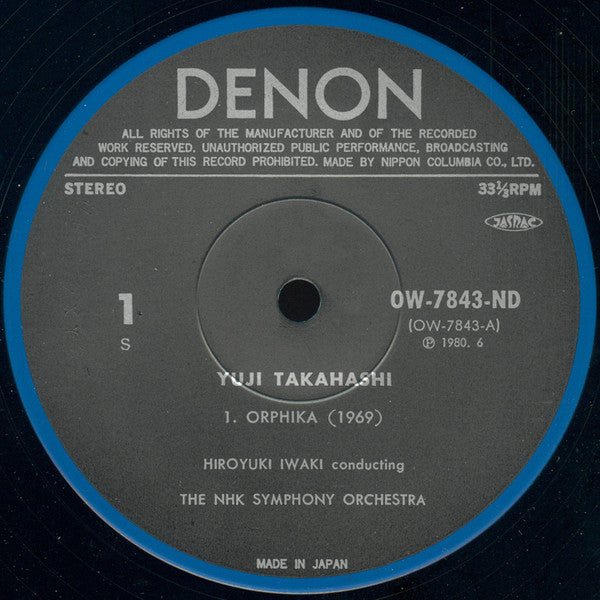 DENON
ALL RIGHTS OF THE MANUFACTURER AND OF THE RECORDED
WORK RESERVED. UNAUTHORIZED PUBLIC PERFORMANCE, BROADCASTING
AND COPYING OF THIS RECORD PROHIBITED. MADE BY NIPPON COLUMBIA CO., LTD.
STEREO 33⅓RPM
JASRAC
1 OW-7843-ND
S (OW-7843-A)
℗ 1980. 6
YUJI TAKAHASHI
1. ORPHIKA (1969)
HIROYUKI IWAKI conducting
THE NHK SYMPHONY ORCHESTRA
MADE IN JAPAN